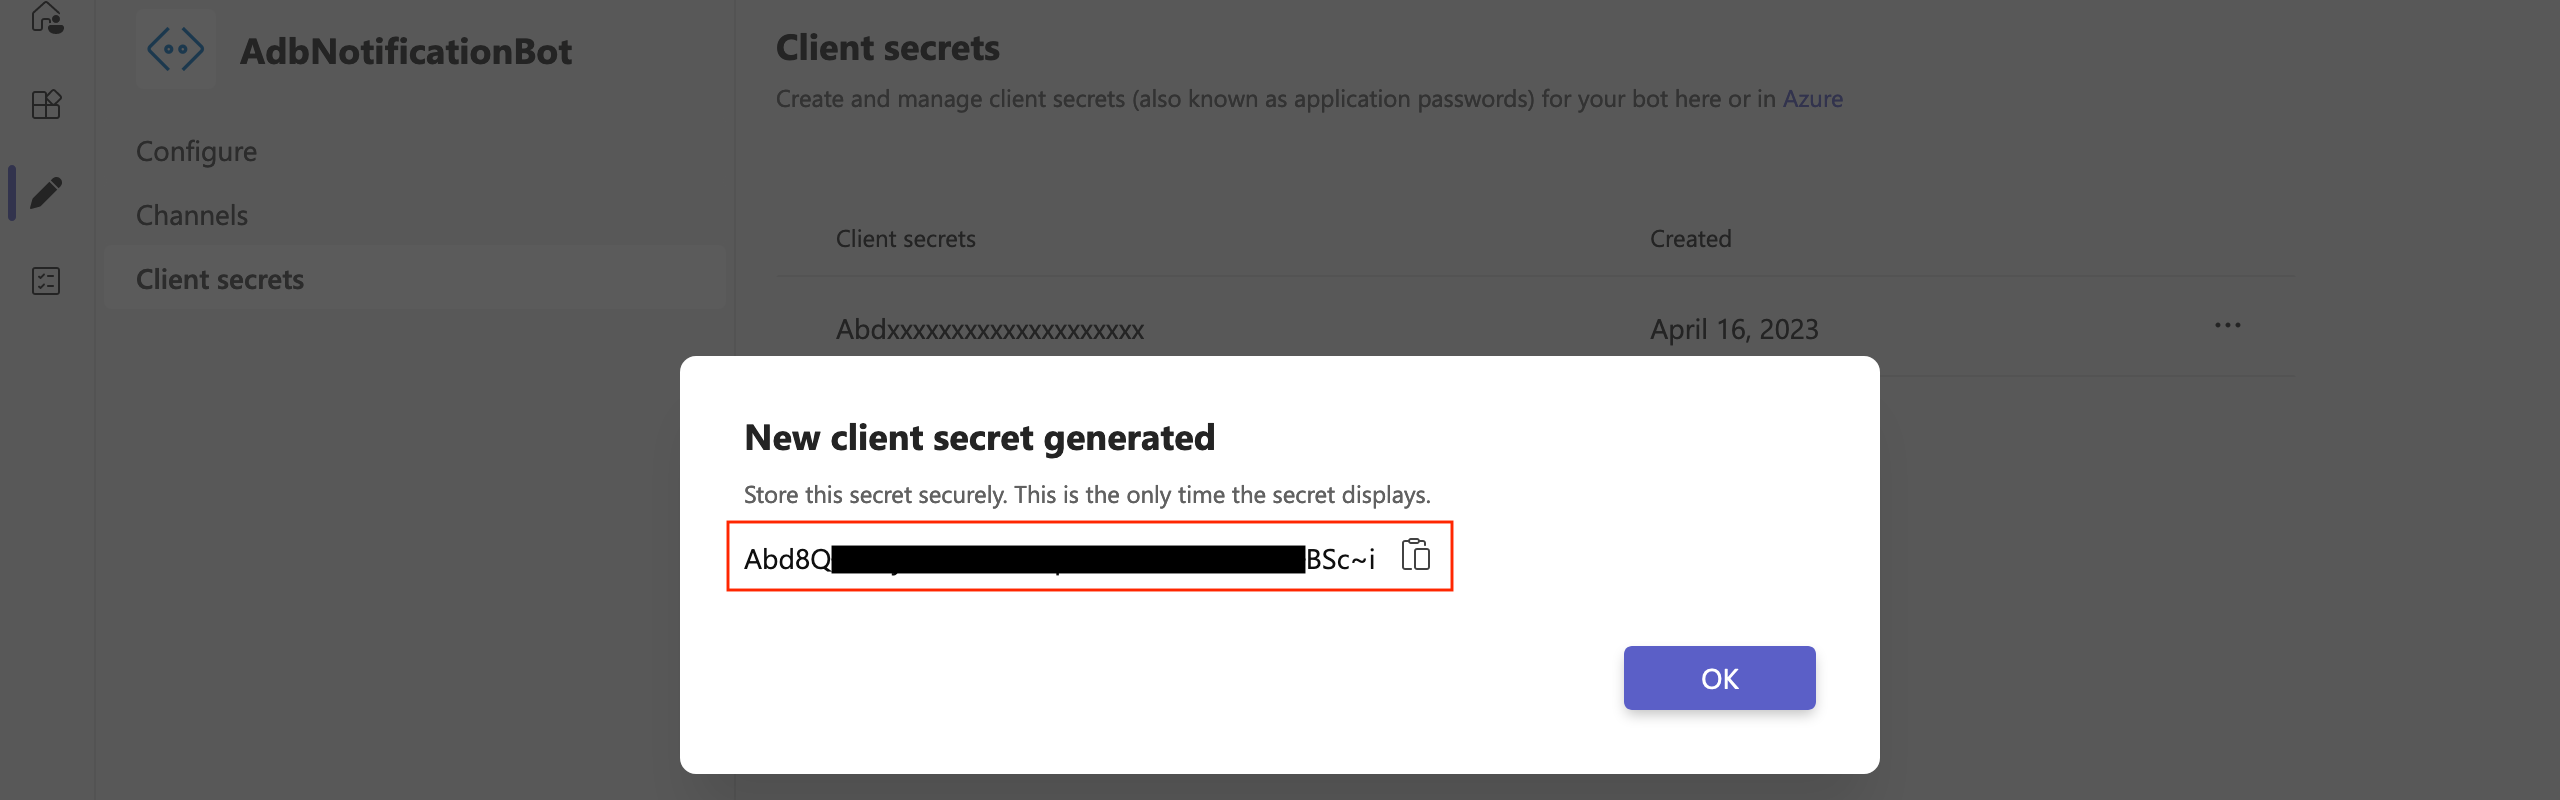 AdbNotificationBot
Configure
Channels
Client secrets
Client secrets
Create and manage client secrets (also known as application passwords) for your bot here or in Azure
Client secrets Created
Abdxxxxxxxxxxxxxxxxxxxx April 16, 2023
New client secret generated
Store this secret securely. This is the only time the secret displays.
Abd8Q BSc~i
OK